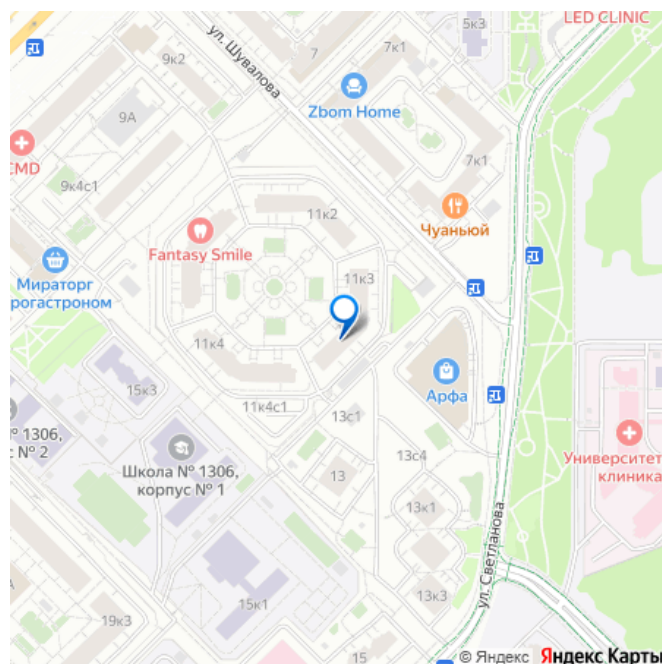 LED CLINIC
5к3
ул. Шувалова
7
7к1
9к2
Zbom Home
9А
CMD
7к1
9к4с1
11к2
Чуаньюй
Fantasy Smile
11к3
Мираторг
рогастроном
11к4
Арфа
15к3
11к4с1
13с1
№ 1306,
с № 2
Школа № 1306,
корпус № 1
13
13с4
Университет
клиника
13к1
ул. Светланова
15к1
13к3
19к3
15
© Яндекс Яндекс Карты